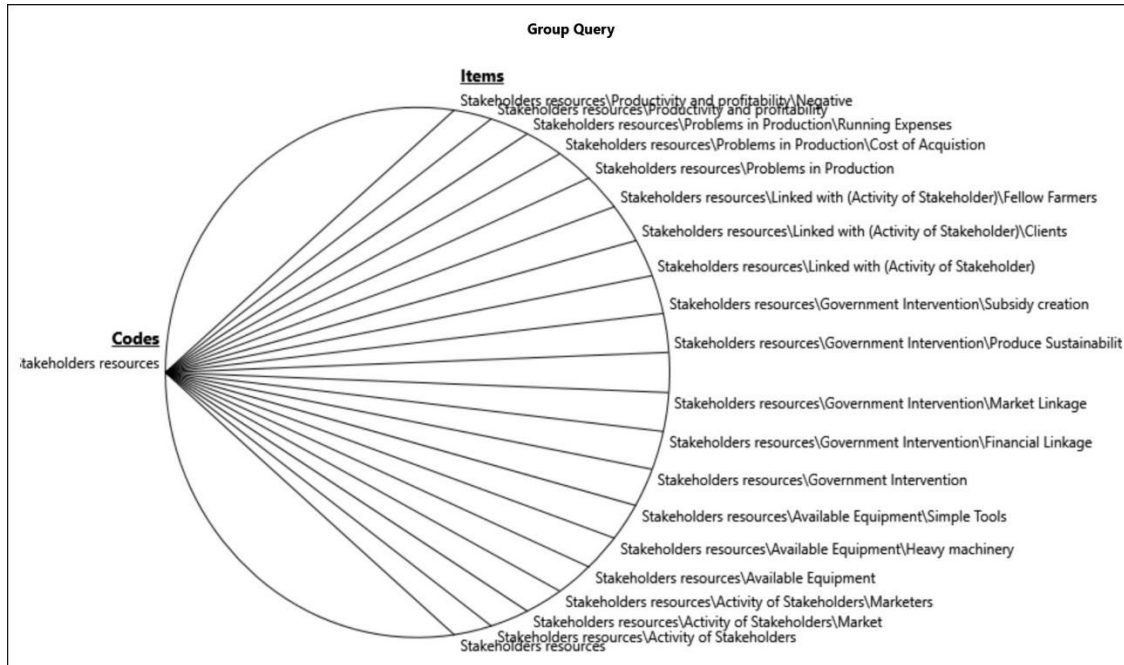 Group Query
Items
Stakeholders resources\Productivity and profitability\Negative
Stakeholders resources\Productivity and profitability
Stakeholders resources\Problems in Production\Running Expenses
Stakeholders resources\Problems in Production\Cost of Acquistion
Stakeholders resources\Problems in Production
Stakeholders resources\Linked with (Activity of Stakeholder)\Fellow Farmers
Stakeholders resources\Linked with (Activity of Stakeholder)\Clients
Stakeholders resources\Linked with (Activity of Stakeholder)
Stakeholders resources\Government Intervention\Subsidy creation
Codes
Stakeholders resources\Government Intervention\Produce Sustainabilit
takeholders resources
Stakeholders resources\Government Intervention\Market Linkage
Stakeholders resources\Government Intervention\Financial Linkage
Stakeholders resources\Government Intervention
Stakeholders resources\Available Equipment\Simple Tools
Stakeholders resources\Available Equipment\Heavy machinery
Stakeholders resources\Available Equipment
Stakeholders resources\Activity of Stakeholders\Marketers
Stakeholders resources\Activity of Stakeholders\Market
Stakeholders resources\Activity of Stakeholders
Stakeholders resources